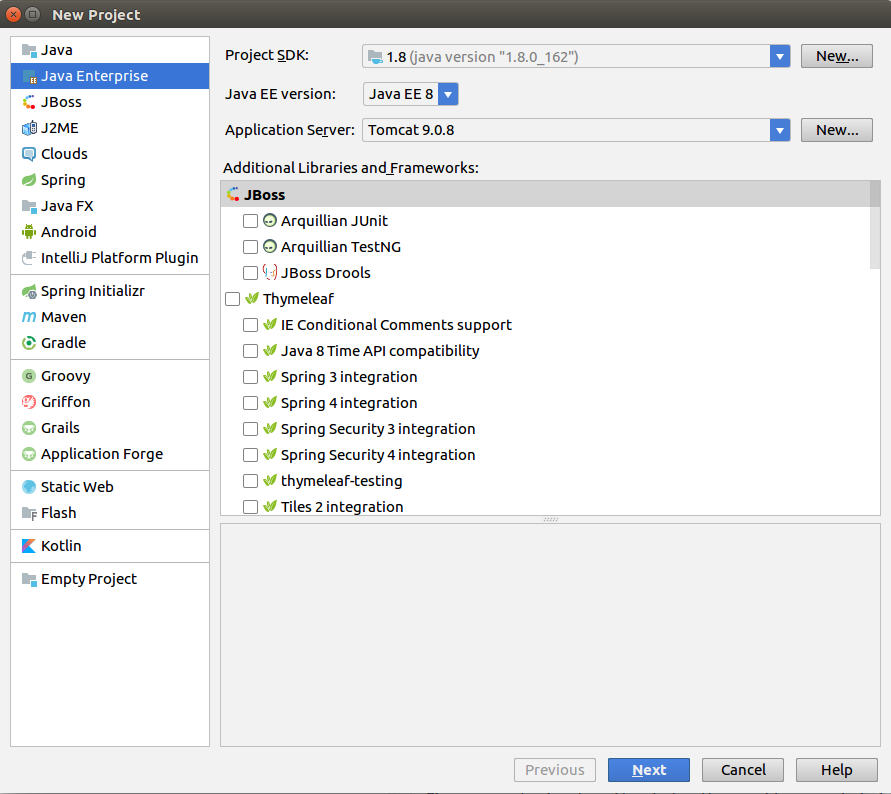 New Project
Java
Java Enterprise
JBoss
J2ME
Clouds
Spring
Java FX
Android
IntelliJ Platform Plugin
Spring Initializr
Maven
Gradle
Groovy
Griffon
Grails
Application Forge
Static Web
Flash
Kotlin
Empty Project
Project SDK: 1.8 (java version "1.8.0_162") New...
Java EE version: Java EE 8
Application Server: Tomcat 9.0.8 New...
Additional Libraries and Frameworks:
JBoss
Arquillian JUnit
Arquillian TestNG
JBoss Drools
Thymeleaf
IE Conditional Comments support
Java 8 Time API compatibility
Spring 3 integration
Spring 4 integration
Spring Security 3 integration
Spring Security 4 integration
thymeleaf-testing
Tiles 2 integration
Previous Next Cancel Help